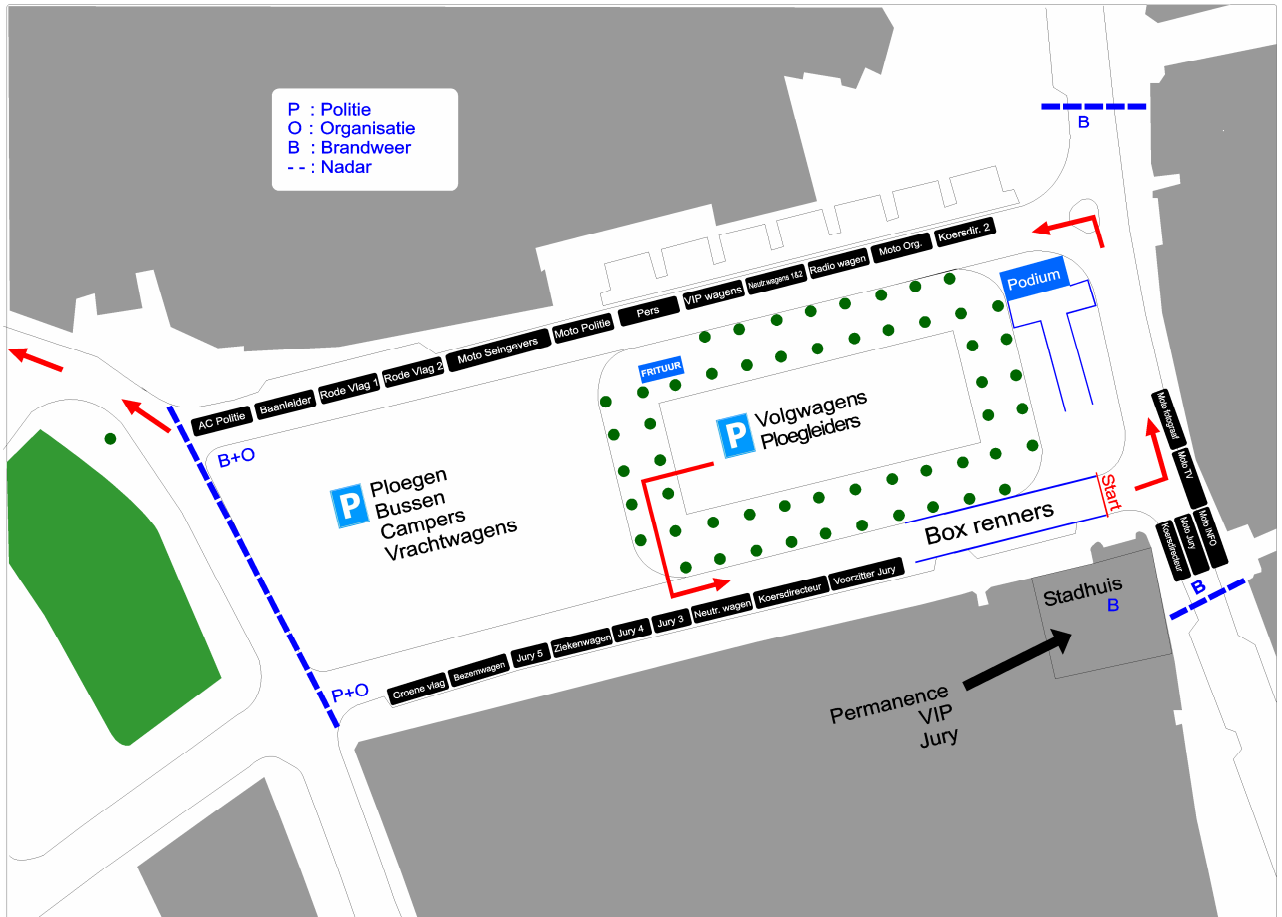 P : Politie
O : Organisatie
B : Brandweer
- - : Nadar
B
Koersdir. 2
Moto Org.
Radio wagen
Neutr.wagens 1&2
VIP wagens
Pers
Moto Politie
Moto Seingevers
Rode Vlag 2
Rode Vlag 1
Baanleider
AC Politie
Podium
FRITUUR
P
Volgwagens
Ploegleiders
B+O
P
Ploegen
Bussen
Campers
Vrachtwagens
Moto fotograaf
Moto TV
Moto INFO
Moto Jury
Koersdirecteur
Start
Box renners
Voorzitter Jury
Koersdirecteur
Neutr. wagen
Jury 3
Jury 4
Ziekenwagen
Jury 5
Bezemwagen
Groene vlag
P+O
B
Stadhuis
B
Permanence
VIP
Jury